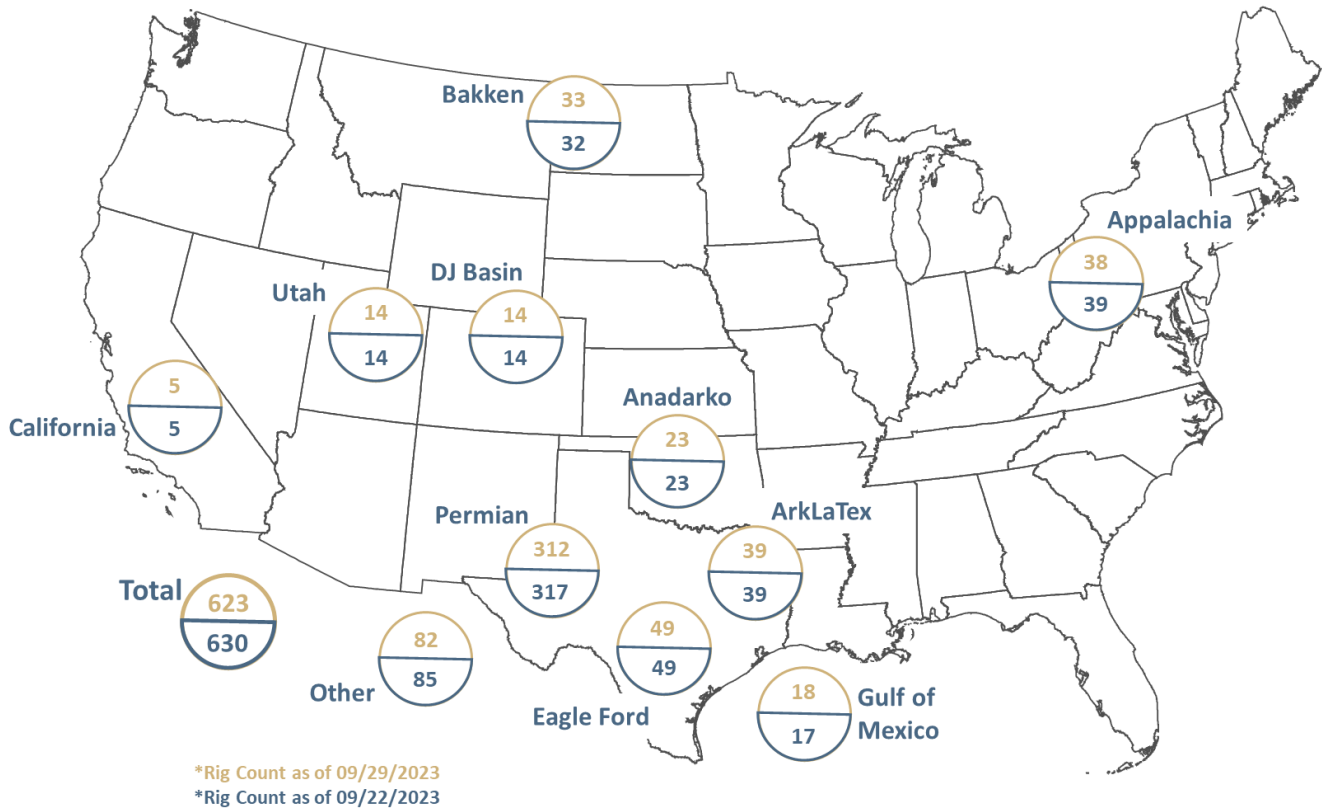 Bakken
33
32
Appalachia
38
39
DJ Basin
14
14
Utah
14
14
California
5
5
Anadarko
23
23
Permian
312
317
ArkLaTex
39
39
Total
623
630
Other
82
85
Eagle Ford
49
49
Gulf of
Mexico
18
17
*Rig Count as of 09/29/2023
*Rig Count as of 09/22/2023